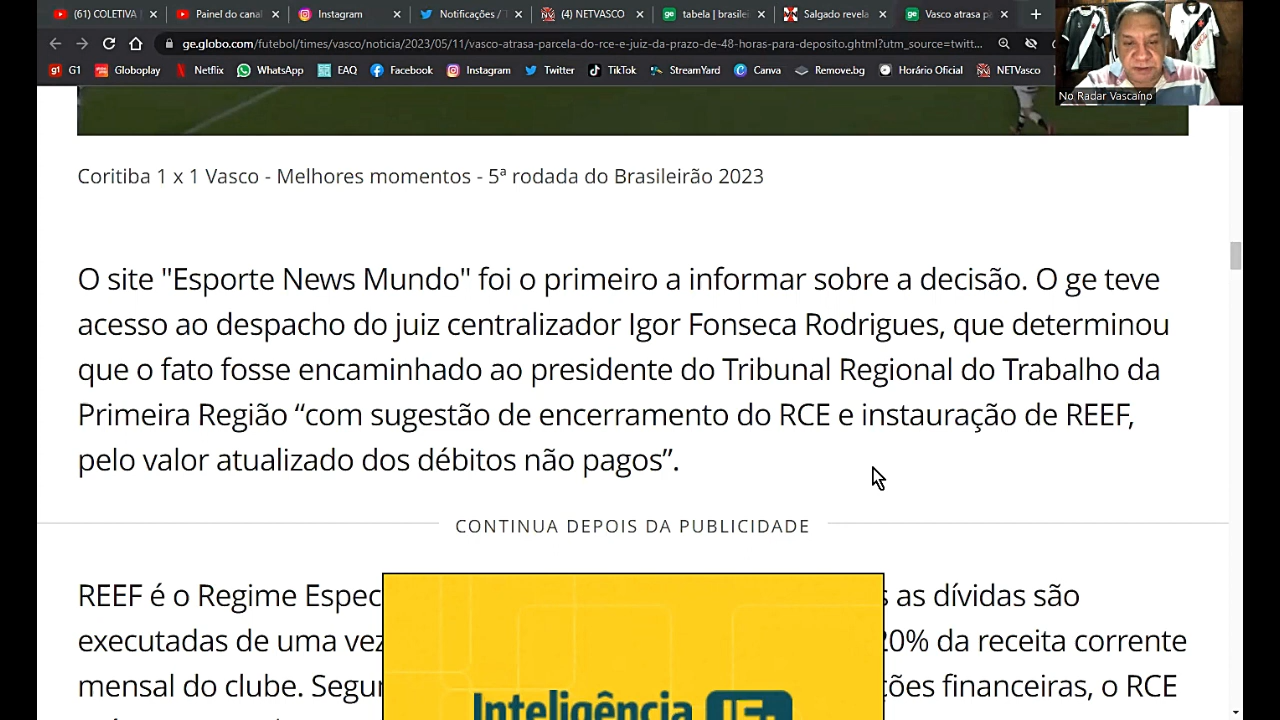 (61) COLETIVA
Painel do canal
Instagram
Notificações /
(4) NETVASCO
tabela | brasilei
Salgado revela
Vasco atrasa pa
ge.globo.com/futebol/times/vasco/noticia/2023/05/11/vasco-atrasa-parcela-do-rce-e-juiz-da-prazo-de-48-horas-para-deposito.ghtml?utm_source=twitt...
G1
Globoplay
Netflix
WhatsApp
EAQ
Facebook
Instagram
Twitter
TikTok
StreamYard
Canva
Remove.bg
Horário Oficial
NETVasco
No Radar Vascaíno
Coritiba 1 x 1 Vasco - Melhores momentos - 5ª rodada do Brasileirão 2023
O site "Esporte News Mundo" foi o primeiro a informar sobre a decisão. O ge teve
acesso ao despacho do juiz centralizador Igor Fonseca Rodrigues, que determinou
que o fato fosse encaminhado ao presidente do Tribunal Regional do Trabalho da
Primeira Região “com sugestão de encerramento do RCE e instauração de REEF,
pelo valor atualizado dos débitos não pagos”.
CONTINUA DEPOIS DA PUBLICIDADE
REEF é o Regime Espec s as dívidas são
executadas de uma vez 20% da receita corrente
mensal do clube. Segu ções financeiras, o RCE
Inteligência